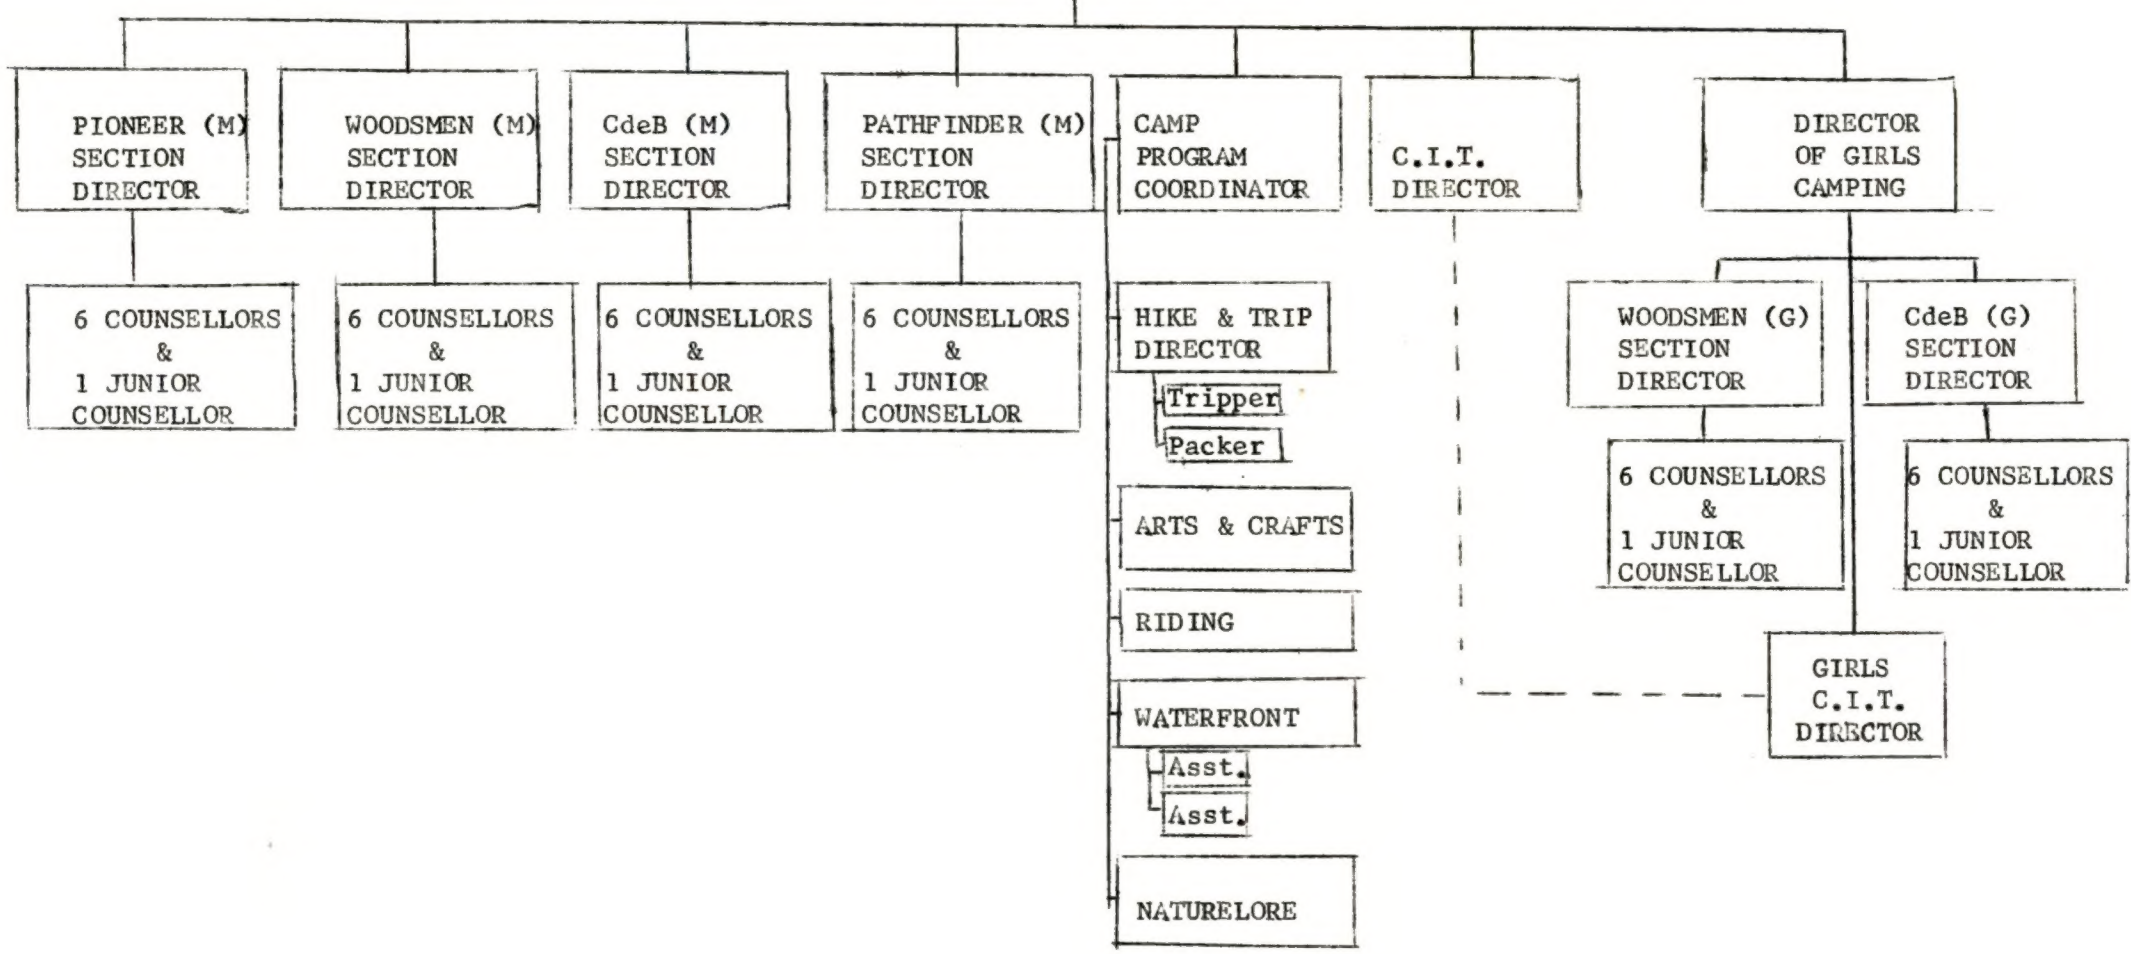 PIONEER (M)
SECTION
DIRECTOR
WOODSMEN (M)
SECTION
DIRECTOR
CdeB (M)
SECTION
DIRECTOR
PATHFINDER (M)
SECTION
DIRECTOR
CAMP
PROGRAM
COORDINATOR
C.I.T.
DIRECTOR
DIRECTOR
OF GIRLS
CAMPING
6 COUNSELLORS
&
1 JUNIOR
COUNSELLOR
6 COUNSELLORS
&
1 JUNIOR
COUNSELLOR
6 COUNSELLORS
&
1 JUNIOR
COUNSELLOR
6 COUNSELLORS
&
1 JUNIOR
COUNSELLOR
HIKE & TRIP
DIRECTOR
Tripper
Packer
ARTS & CRAFTS
RIDING
WATERFRONT
Asst.
Asst.
NATURELORE
WOODSMEN (G)
SECTION
DIRECTOR
CdeB (G)
SECTION
DIRECTOR
6 COUNSELLORS
&
1 JUNIOR
COUNSELLOR
6 COUNSELLORS
&
1 JUNIOR
COUNSELLOR
GIRLS
C.I.T.
DIRECTOR